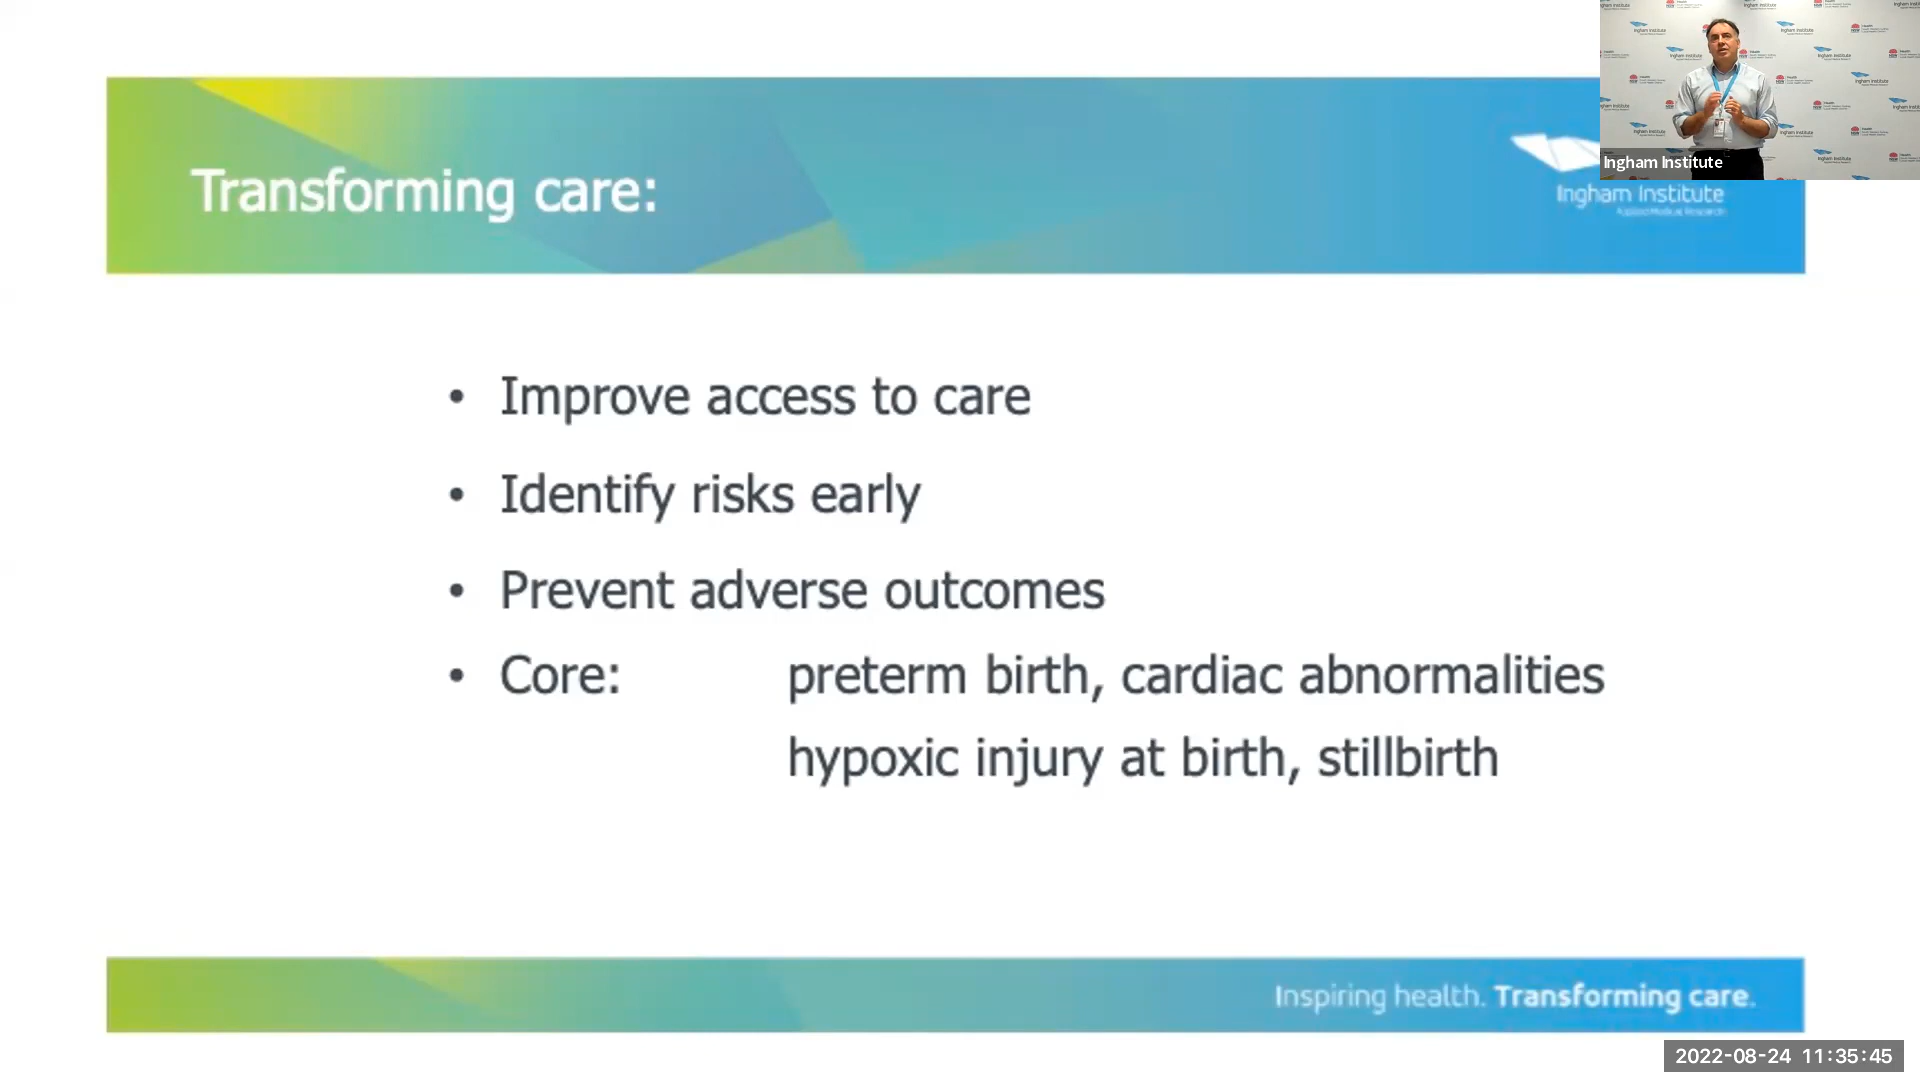 Transforming care:
Ingham Institute
Applied Medical Research
Ingham Institute
• Improve access to care
• Identify risks early
• Prevent adverse outcomes
• Core: preterm birth, cardiac abnormalities
hypoxic injury at birth, stillbirth
Inspiring health. Transforming care.
2022-08-24 11:35:45